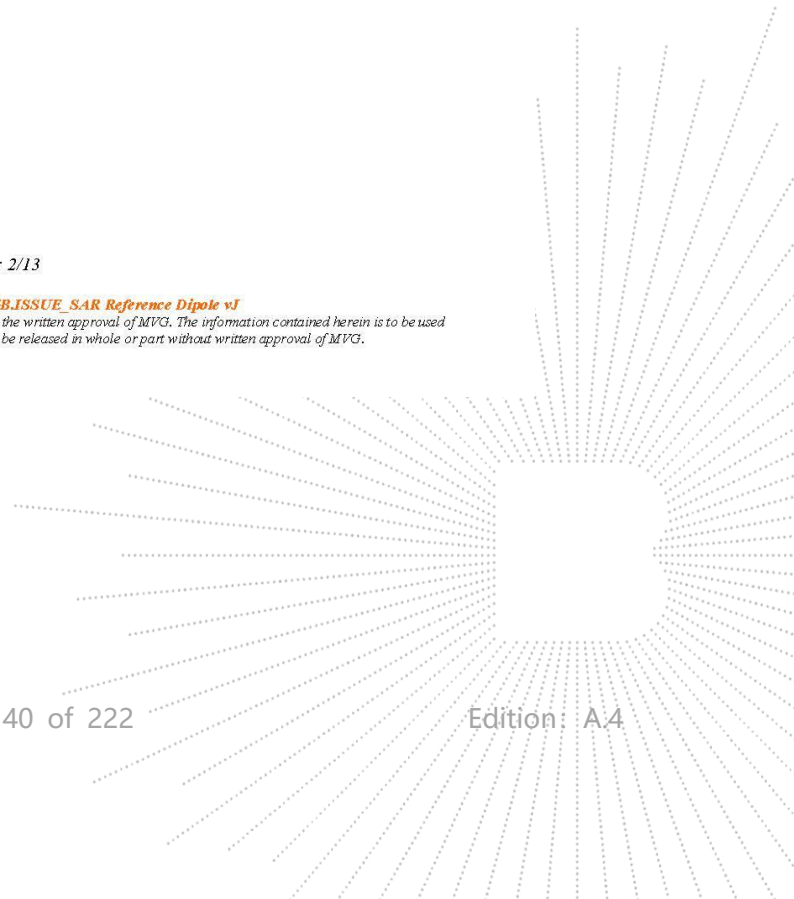 : 2/13
B.ISSUE_SAR Reference Dipole vJ
the written approval of MVG. The information contained herein is to be used
be released in whole or part without written approval of MVG.
40 of 222 Edition: A.4